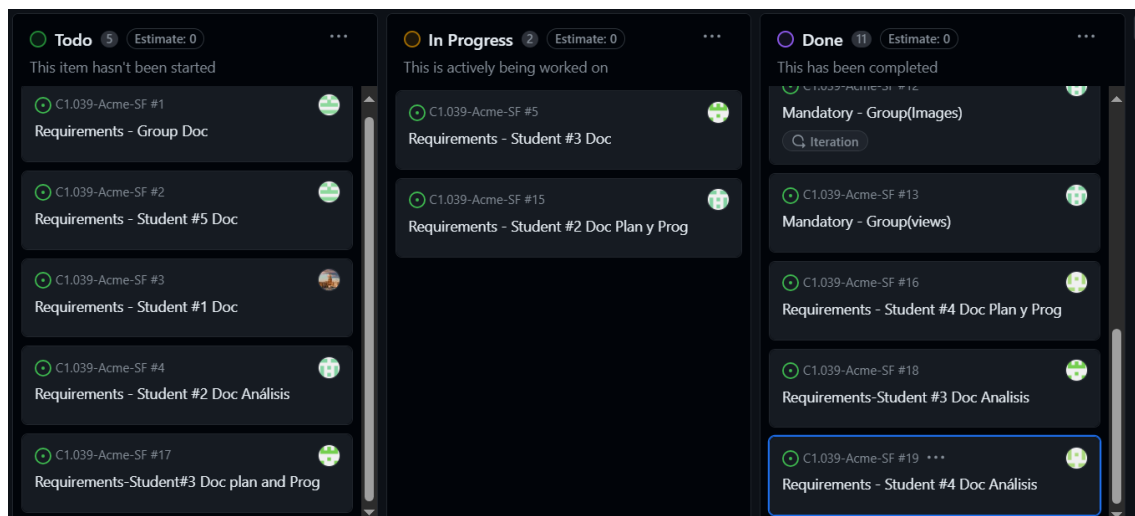 Todo 5 Estimate: 0
This item hasn't been started
C1.039-Acme-SF #1
Requirements - Group Doc
C1.039-Acme-SF #2
Requirements - Student #5 Doc
C1.039-Acme-SF #3
Requirements - Student #1 Doc
C1.039-Acme-SF #4
Requirements - Student #2 Doc Análisis
C1.039-Acme-SF #17
Requirements-Student#3 Doc plan and Prog
In Progress 2 Estimate: 0
This is actively being worked on
C1.039-Acme-SF #5
Requirements - Student #3 Doc
C1.039-Acme-SF #15
Requirements - Student #2 Doc Plan y Prog
Done 11 Estimate: 0
This has been completed
C1.039-Acme-SF #12
Mandatory - Group(Images)
Iteration
C1.039-Acme-SF #13
Mandatory - Group(views)
C1.039-Acme-SF #16
Requirements - Student #4 Doc Plan y Prog
C1.039-Acme-SF #18
Requirements-Student #3 Doc Analisis
C1.039-Acme-SF #19
Requirements - Student #4 Doc Análisis